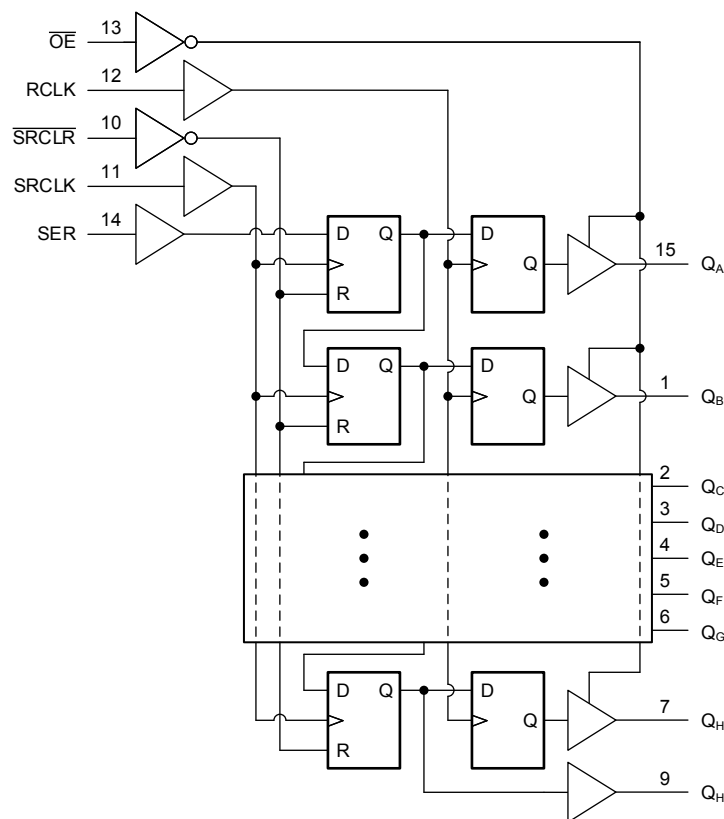 OE 13
RCLK 12
SRCLR 10
SRCLK 11
SER 14
D Q D
Q 15 QA
R
D Q D
Q 1 QB
R
2 QC
3 QD
4 QE
5 QF
6 QG
D Q D
Q 7 QH
R
9 QH